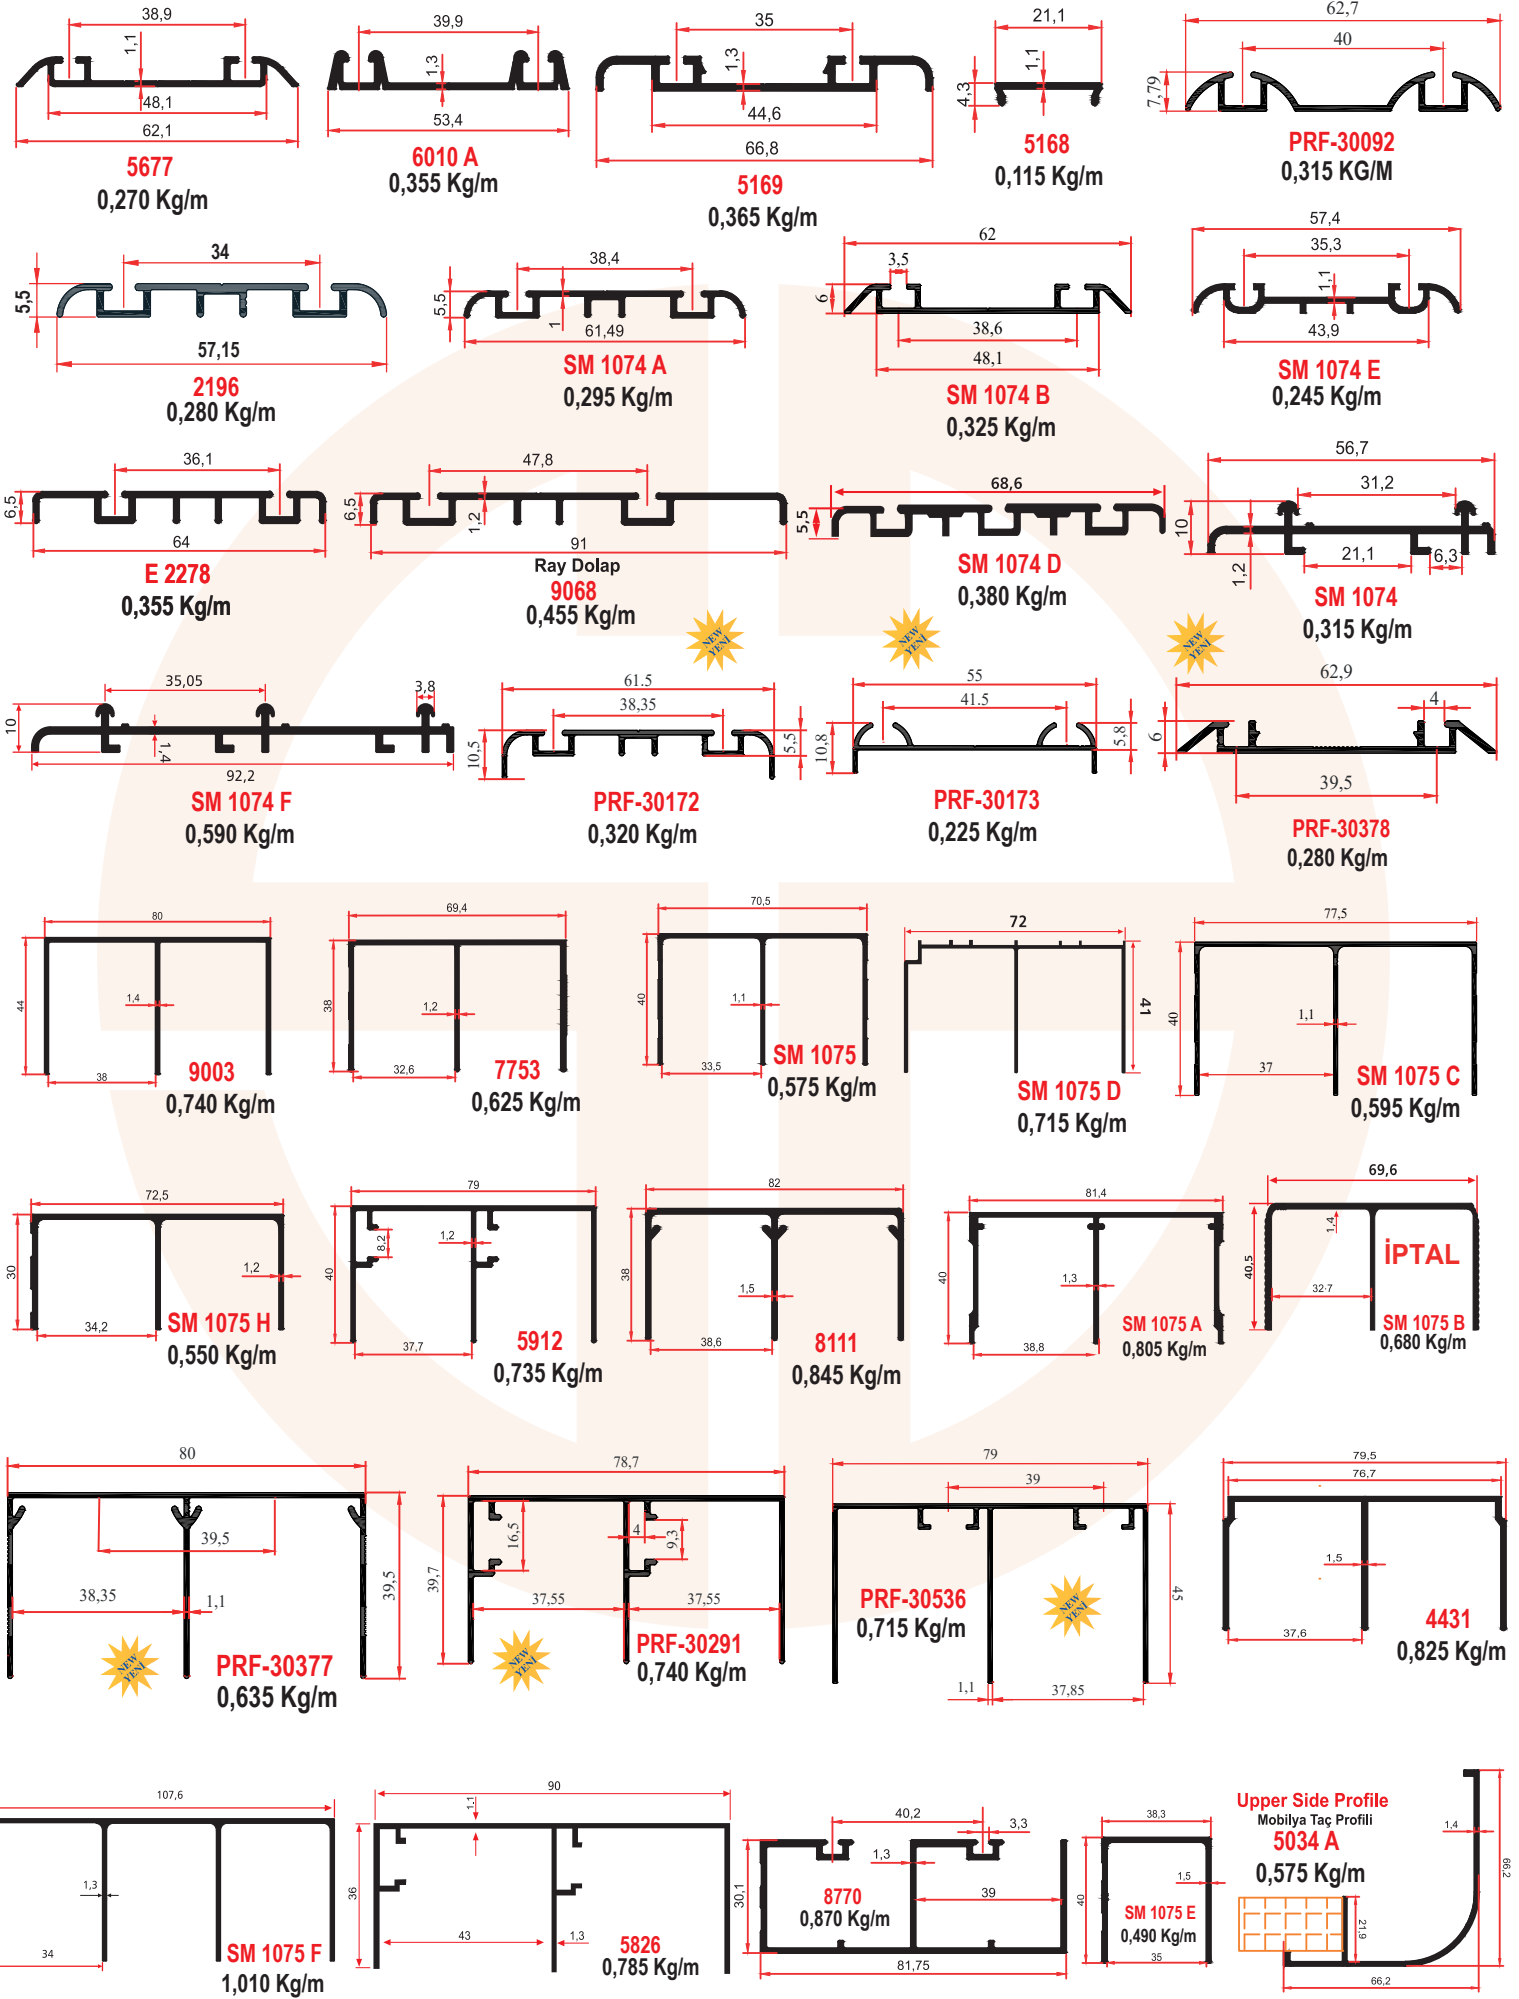 38,9
1,1
48,1
62,1
5677
0,270 Kg/m
39,9
1,3
53,4
6010 A
0,355 Kg/m
35
1,3
44,6
66,8
5169
0,365 Kg/m
21,1
1,1
4,3
5168
0,115 Kg/m
62,7
40
7,79
PRF-30092
0,315 KG/M
34
5,5
57,15
2196
0,280 Kg/m
38,4
5,5
1
61,49
SM 1074 A
0,295 Kg/m
62
3,5
6
38,6
48,1
SM 1074 B
0,325 Kg/m
57,4
35,3
1,1
43,9
SM 1074 E
0,245 Kg/m
36,1
6,5
64
E 2278
0,355 Kg/m
47,8
6,5
1,2
91
Ray Dolap
9068
0,455 Kg/m
68,6
5,5
SM 1074 D
0,380 Kg/m
56,7
31,2
10
1,2
21,1
6,3
SM 1074
0,315 Kg/m
35,05
3,8
10
1,4
92,2
SM 1074 F
0,590 Kg/m
NEW
YENİ
61.5
38,35
10,5
5,5
PRF-30172
0,320 Kg/m
NEW
YENİ
55
41.5
10,8
5,8
PRF-30173
0,225 Kg/m
NEW
YENİ
62,9
4
6
39,5
PRF-30378
0,280 Kg/m
80
44
1,4
38
9003
0,740 Kg/m
69,4
38
1,2
32,6
7753
0,625 Kg/m
70,5
40
1,1
33,5
SM 1075
0,575 Kg/m
72
41
SM 1075 D
0,715 Kg/m
77,5
40
1,1
37
SM 1075 C
0,595 Kg/m
72,5
30
1,2
34,2
SM 1075 H
0,550 Kg/m
79
40
8,2
1,2
37,7
5912
0,735 Kg/m
82
38
1,5
38,6
8111
0,845 Kg/m
81,4
40
1,3
38,8
SM 1075 A
0,805 Kg/m
69,6
1,4
40,5
İPTAL
32·7
SM 1075 B
0,680 Kg/m
80
39,5
38,35
1,1
39,5
NEW
YENİ
PRF-30377
0,635 Kg/m
78,7
39,7
16,5
4
9,3
37,55
37,55
NEW
YENİ
PRF-30291
0,740 Kg/m
79
39
45
PRF-30536
0,715 Kg/m
NEW
YENİ
1,1
37,85
79,5
76,7
1,5
37,6
4431
0,825 Kg/m
107,6
1,3
34
SM 1075 F
1,010 Kg/m
90
1.1
36
43
1,3
5826
0,785 Kg/m
40,2
3,3
1,3
30,1
39
8770
0,870 Kg/m
81,75
38,3
40
1,5
SM 1075 E
0,490 Kg/m
35
Upper Side Profile
Mobilya Taç Profili
5034 A
0,575 Kg/m
1,4
66,2
21,9
66,2